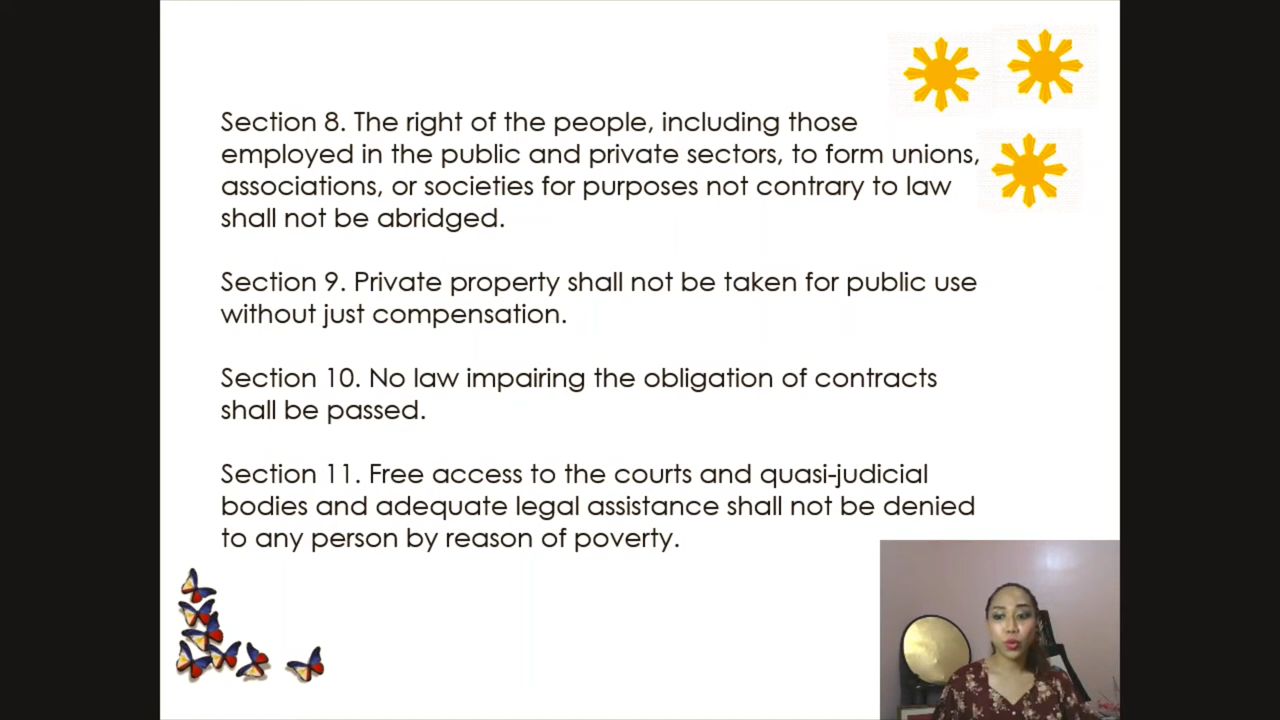 Section 8. The right of the people, including those
employed in the public and private sectors, to form unions,
associations, or societies for purposes not contrary to law
shall not be abridged.
Section 9. Private property shall not be taken for public use
without just compensation.
Section 10. No law impairing the obligation of contracts
shall be passed.
Section 11. Free access to the courts and quasi-judicial
bodies and adequate legal assistance shall not be denied
to any person by reason of poverty.